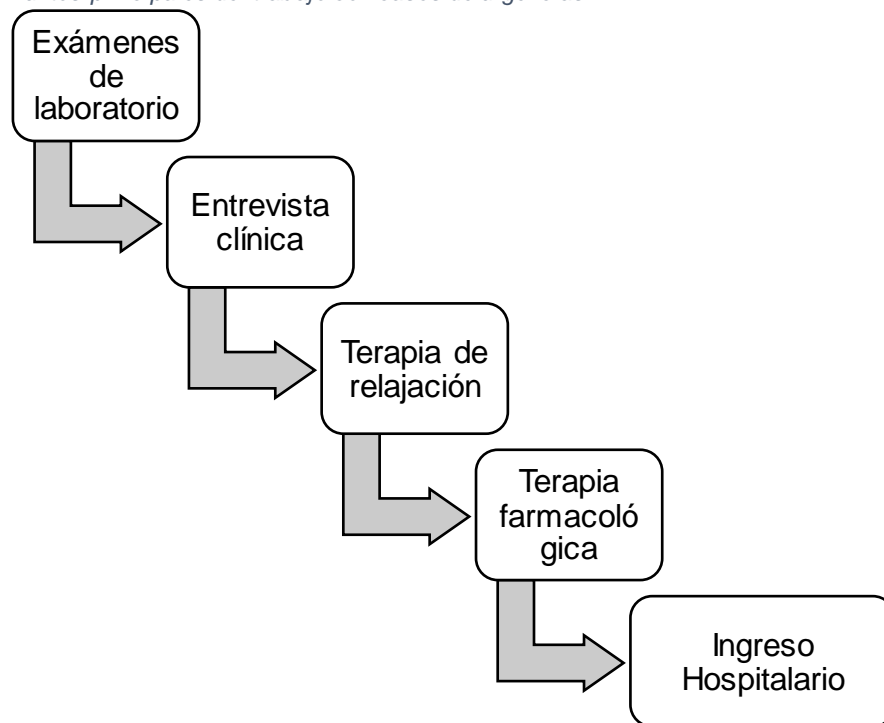 Exámenes
de
laboratorio
Entrevista
clínica
Terapia de
relajación
Terapia
farmacoló
gica
Ingreso
Hospitalario